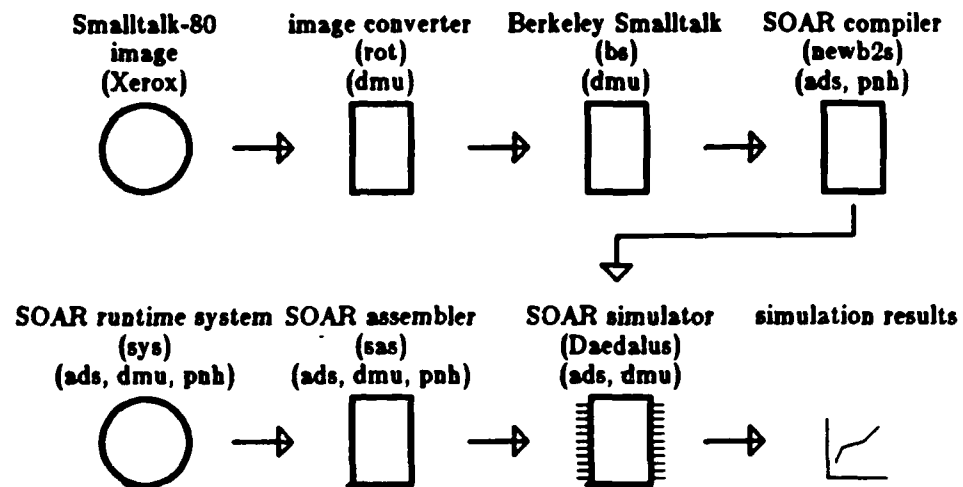 Smalltalk-80
image
(Xerox)
image converter
(rot)
(dmu)
Berkeley Smalltalk
(bs)
(dmu)
SOAR compiler
(newb2s)
(ads, pnh)
SOAR runtime system
(sys)
(ads, dmu, pnh)
SOAR assembler
(sas)
(ads, dmu, pnh)
SOAR simulator
(Daedalus)
(ads, dmu)
simulation results